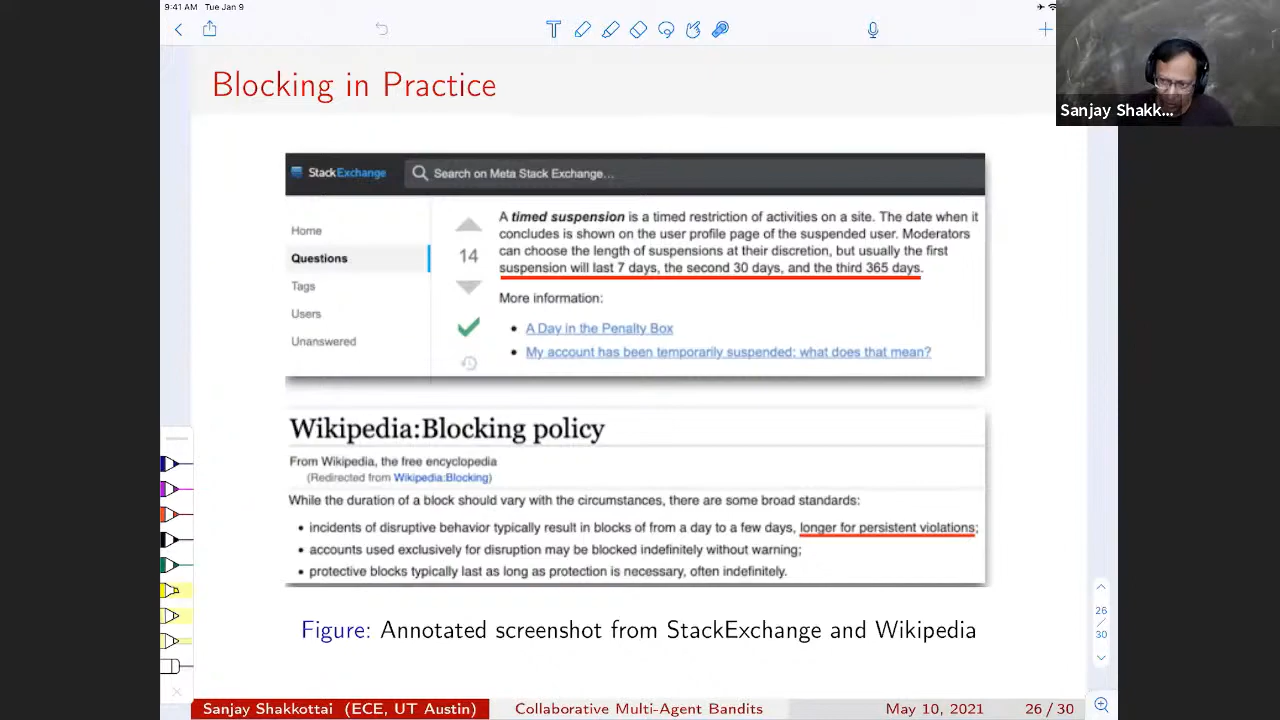 9:41 AM Tue Jan 9
Blocking in Practice
Sanjay Shakk...
StackExchange
Search on Meta Stack Exchange...
Home
Questions
Tags
Users
Unanswered
14
A timed suspension is a timed restriction of activities on a site. The date when it
concludes is shown on the user profile page of the suspended user. Moderators
can choose the length of suspensions at their discretion, but usually the first
suspension will last 7 days, the second 30 days, and the third 365 days.
More information:
• A Day in the Penalty Box
• My account has been temporarily suspended: what does that mean?
Wikipedia:Blocking policy
From Wikipedia, the free encyclopedia
(Redirected from Wikipedia:Blocking)
While the duration of a block should vary with the circumstances, there are some broad standards:
• incidents of disruptive behavior typically result in blocks of from a day to a few days, longer for persistent violations;
• accounts used exclusively for disruption may be blocked indefinitely without warning;
• protective blocks typically last as long as protection is necessary, often indefinitely.
Figure: Annotated screenshot from StackExchange and Wikipedia
26
/
30
Sanjay Shakkottai (ECE, UT Austin) Collaborative Multi-Agent Bandits May 10, 2021 26 / 30